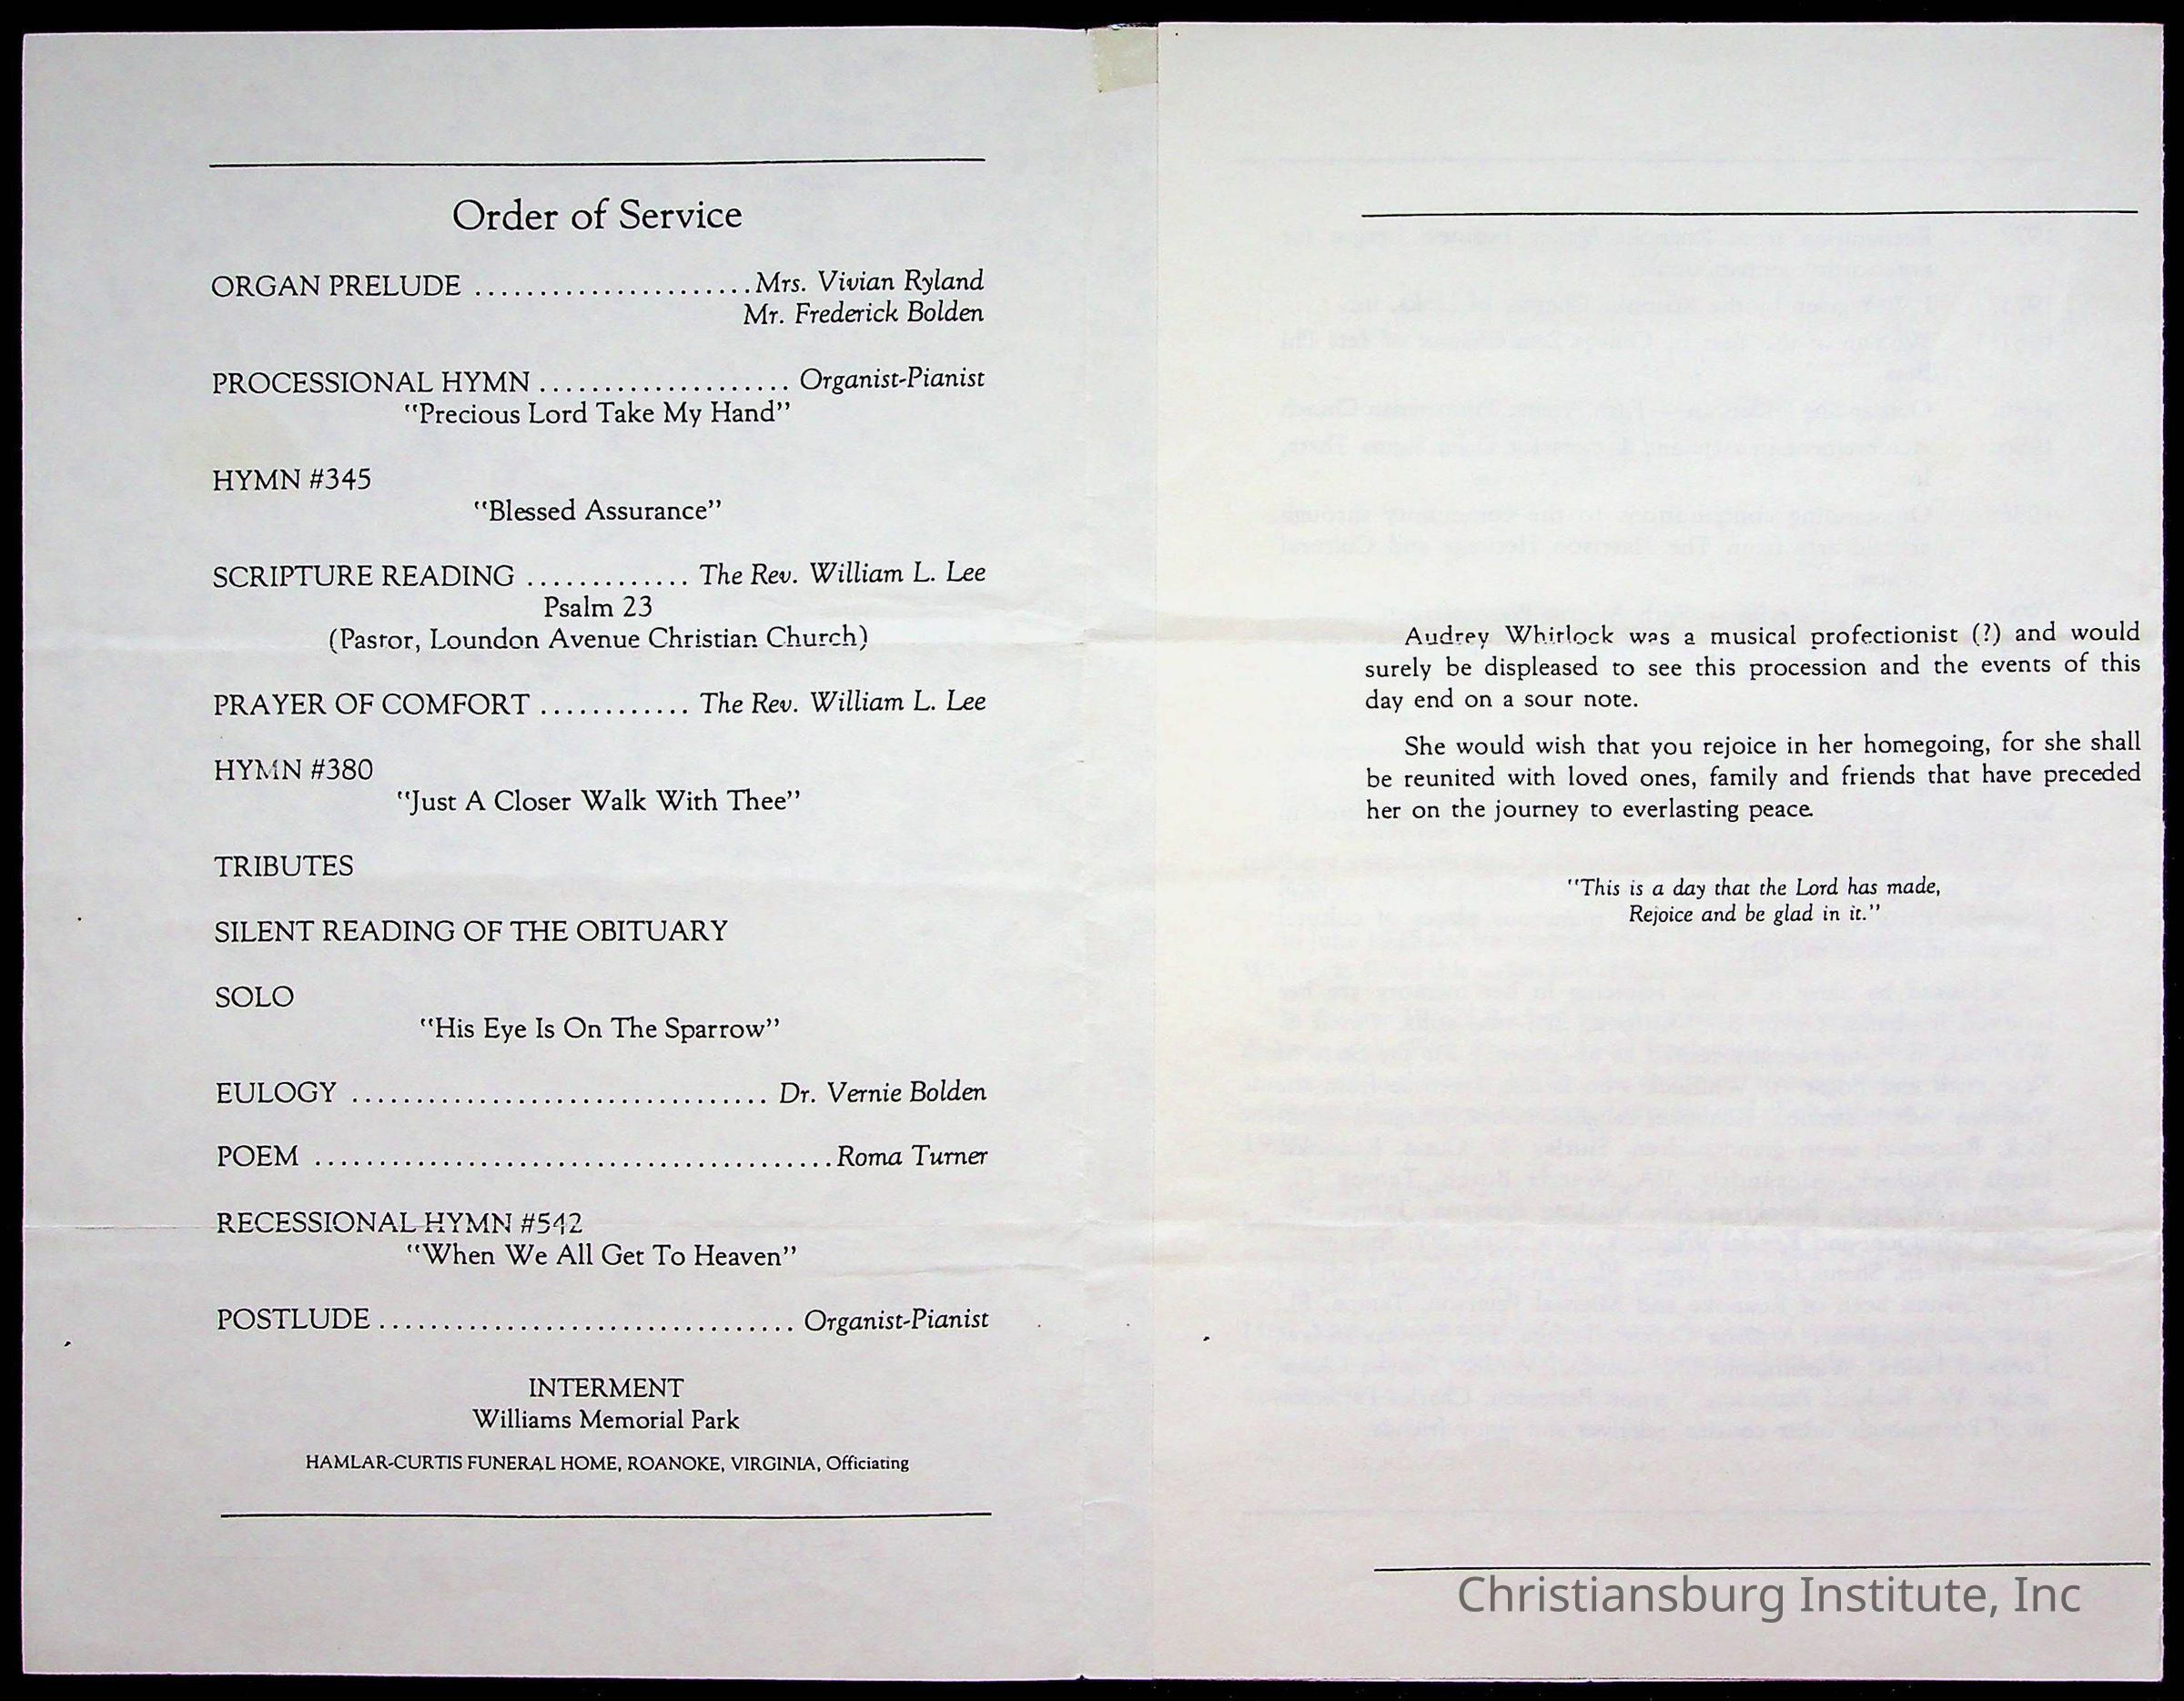 Order of Service
ORGAN PRELUDE ...................... Mrs. Vivian Ryland
Mr. Frederick Bolden
PROCESSIONAL HYMN .................... Organist-Pianist
"Precious Lord Take My Hand"
HYMN #345
"Blessed Assurance"
SCRIPTURE READING ............. The Rev. William L. Lee
Psalm 23
(Pastor, Loundon Avenue Christian Church)
PRAYER OF COMFORT ............ The Rev. William L. Lee
HYMN #380
"Just A Closer Walk With Thee"
TRIBUTES
SILENT READING OF THE OBITUARY
SOLO
"His Eye Is On The Sparrow"
EULOGY ................................ Dr. Vernie Bolden
POEM ........................................ Roma Turner
RECESSIONAL HYMN #542
"When We All Get To Heaven"
POSTLUDE ................................ Organist-Pianist
INTERMENT
Williams Memorial Park
HAMLAR-CURTIS FUNERAL HOME, ROANOKE, VIRGINIA, Officiating
Audrey Whitlock was a musical profectionist (?) and would
surely be displeased to see this procession and the events of this
day end on a sour note.
She would wish that you rejoice in her homegoing, for she shall
be reunited with loved ones, family and friends that have preceded
her on the journey to everlasting peace.
"This is a day that the Lord has made,
Rejoice and be glad in it."
Christiansburg Institute, Inc